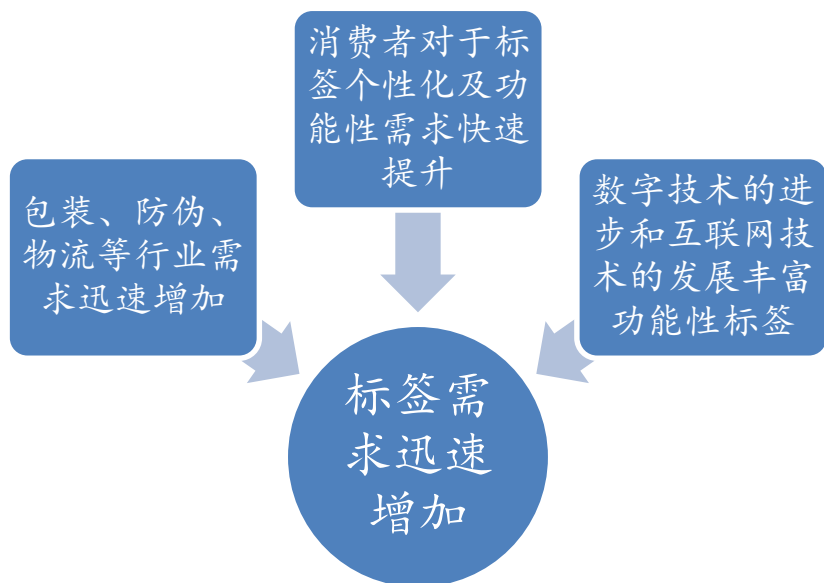 消费者对于标
签个性化及功
能性需求快速
提升
包装、防伪、
物流等行业需
求迅速增加
数字技术的进
步和互联网技
术的发展丰富
功能性标签
标签需
求迅速
增加